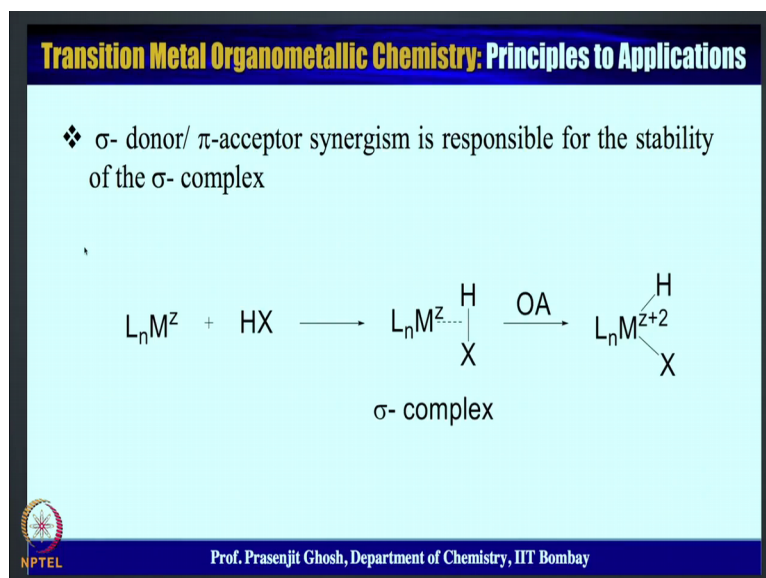 Transition Metal Organometallic Chemistry: Principles to Applications
❖ σ- donor/ π-acceptor synergism is responsible for the stability
of the σ- complex
LnMᶻ + HX LnMᶻ H X OA LnMᶻ⁺² H X
σ- complex
NPTEL
Prof. Prasenjit Ghosh, Department of Chemistry, IIT Bombay